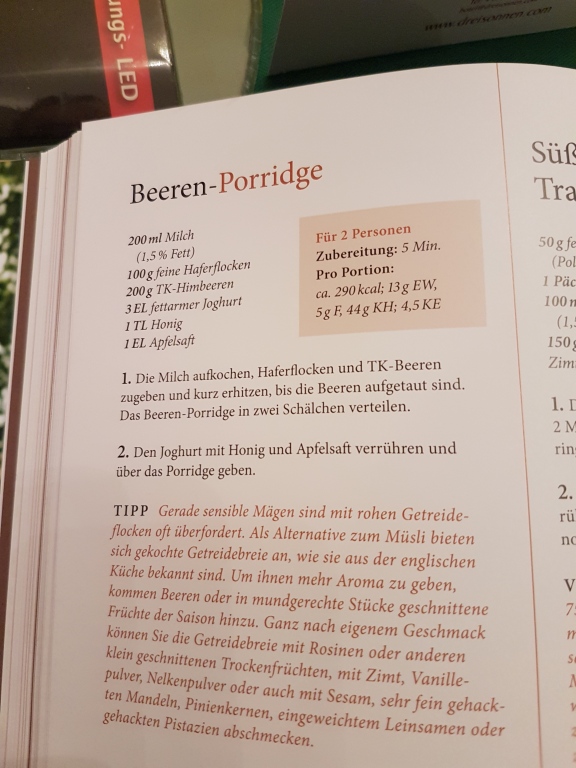 ungs- LED
www.dreisonnen.com
Beeren-Porridge
200 ml Milch
(1,5 % Fett)
100 g feine Haferflocken
200 g TK-Himbeeren
3 EL fettarmer Joghurt
1 TL Honig
1 EL Apfelsaft
Für 2 Personen
Zubereitung: 5 Min.
Pro Portion:
ca. 290 kcal; 13 g EW,
5 g F, 44 g KH; 4,5 KE
1. Die Milch aufkochen, Haferflocken und TK-Beeren
zugeben und kurz erhitzen, bis die Beeren aufgetaut sind.
Das Beeren-Porridge in zwei Schälchen verteilen.
2. Den Joghurt mit Honig und Apfelsaft verrühren und
über das Porridge geben.
TIPP Gerade sensible Mägen sind mit rohen Getreide-
flocken oft überfordert. Als Alternative zum Müsli bieten
sich gekochte Getreidebreie an, wie sie aus der englischen
Küche bekannt sind. Um ihnen mehr Aroma zu geben,
kommen Beeren oder in mundgerechte Stücke geschnittene
Früchte der Saison hinzu. Ganz nach eigenem Geschmack
können Sie die Getreidebreie mit Rosinen oder anderen
klein geschnittenen Trockenfrüchten, mit Zimt, Vanille-
pulver, Nelkenpulver oder auch mit Sesam, sehr fein gehack-
ten Mandeln, Pinienkernen, eingeweichtem Leinsamen oder
gehackten Pistazien abschmecken.
Süß
Tra
50 g fe
(Pol
1 Päc
100 m
(1,5
150 g
Zim
1. D
2 M
rin
2.
rü
no
V
75
m